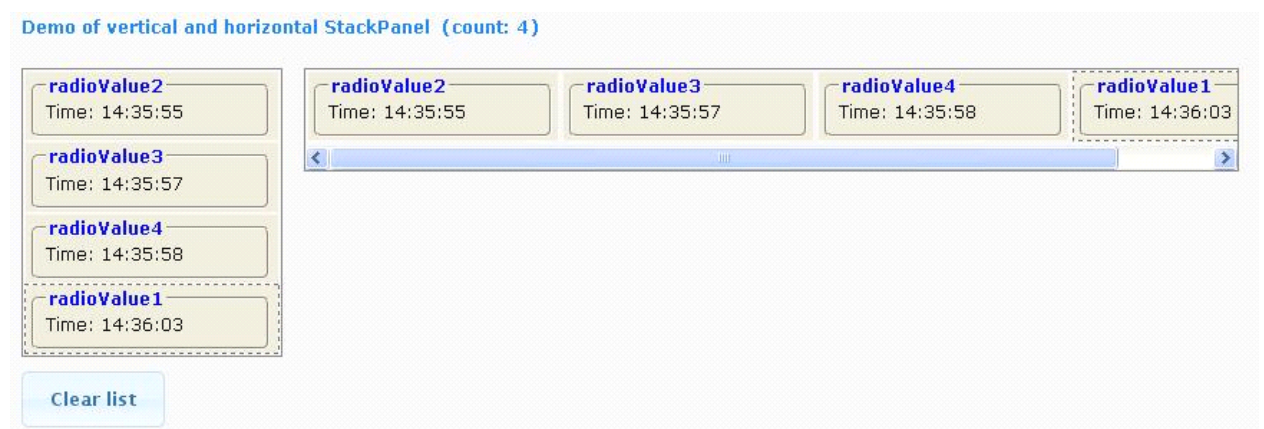 Demo of vertical and horizontal StackPanel (count: 4)
radioValue2
Time: 14:35:55
radioValue3
Time: 14:35:57
radioValue4
Time: 14:35:58
radioValue1
Time: 14:36:03
radioValue2
Time: 14:35:55
radioValue3
Time: 14:35:57
radioValue4
Time: 14:35:58
radioValue1
Time: 14:36:03
Clear list